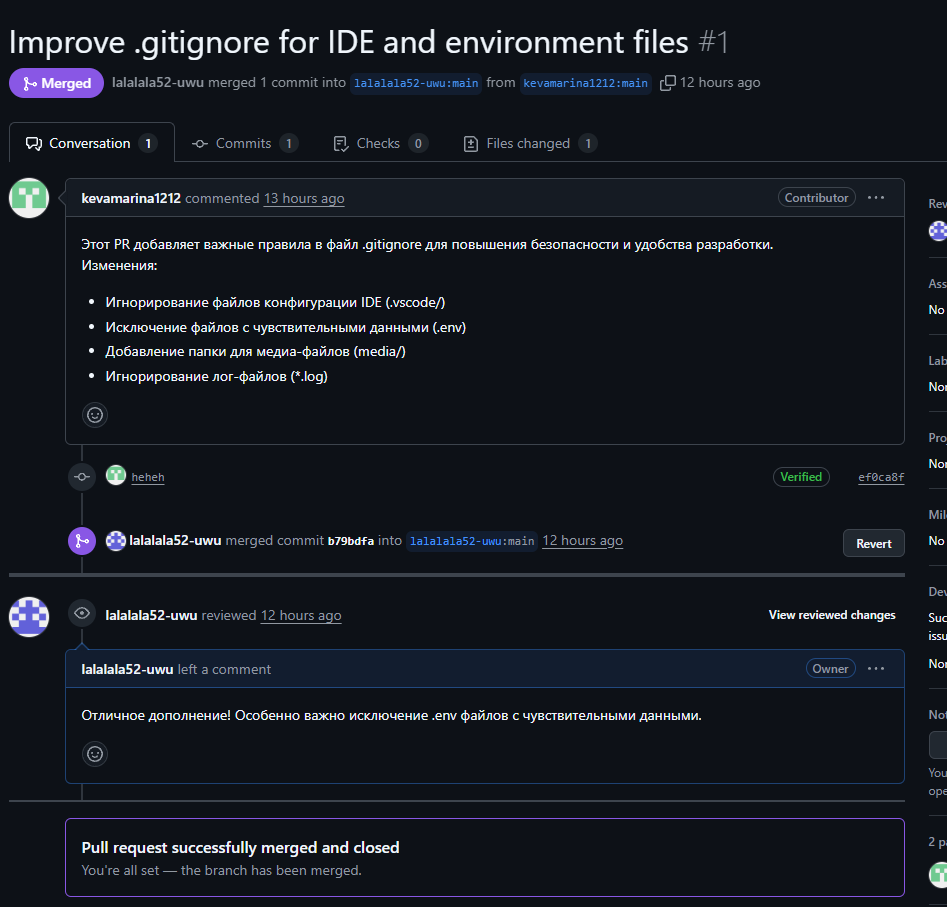 Improve .gitignore for IDE and environment files #1
Merged lalalala52-uwu merged 1 commit into lalalala52-uwu:main from kevamarina1212:main 12 hours ago
Conversation 1 Commits 1 Checks 0 Files changed 1
kevamarina1212 commented 13 hours ago Contributor ...
Этот PR добавляет важные правила в файл .gitignore для повышения безопасности и удобства разработки.
Изменения:
• Игнорирование файлов конфигурации IDE (.vscode/)
• Исключение файлов с чувствительными данными (.env)
• Добавление папки для медиа-файлов (media/)
• Игнорирование лог-файлов (*.log)
heheh Verified ef0ca8f
lalalala52-uwu merged commit b79bdfa into lalalala52-uwu:main 12 hours ago Revert
lalalala52-uwu reviewed 12 hours ago View reviewed changes
lalalala52-uwu left a comment Owner ...
Отличное дополнение! Особенно важно исключение .env файлов с чувствительными данными.
Pull request successfully merged and closed
You're all set — the branch has been merged.
Rev
Ass
No
Lab
Non
Pro
Non
Mil
No
Dev
Suc
issu
Non
Not
You
ope
2 pa